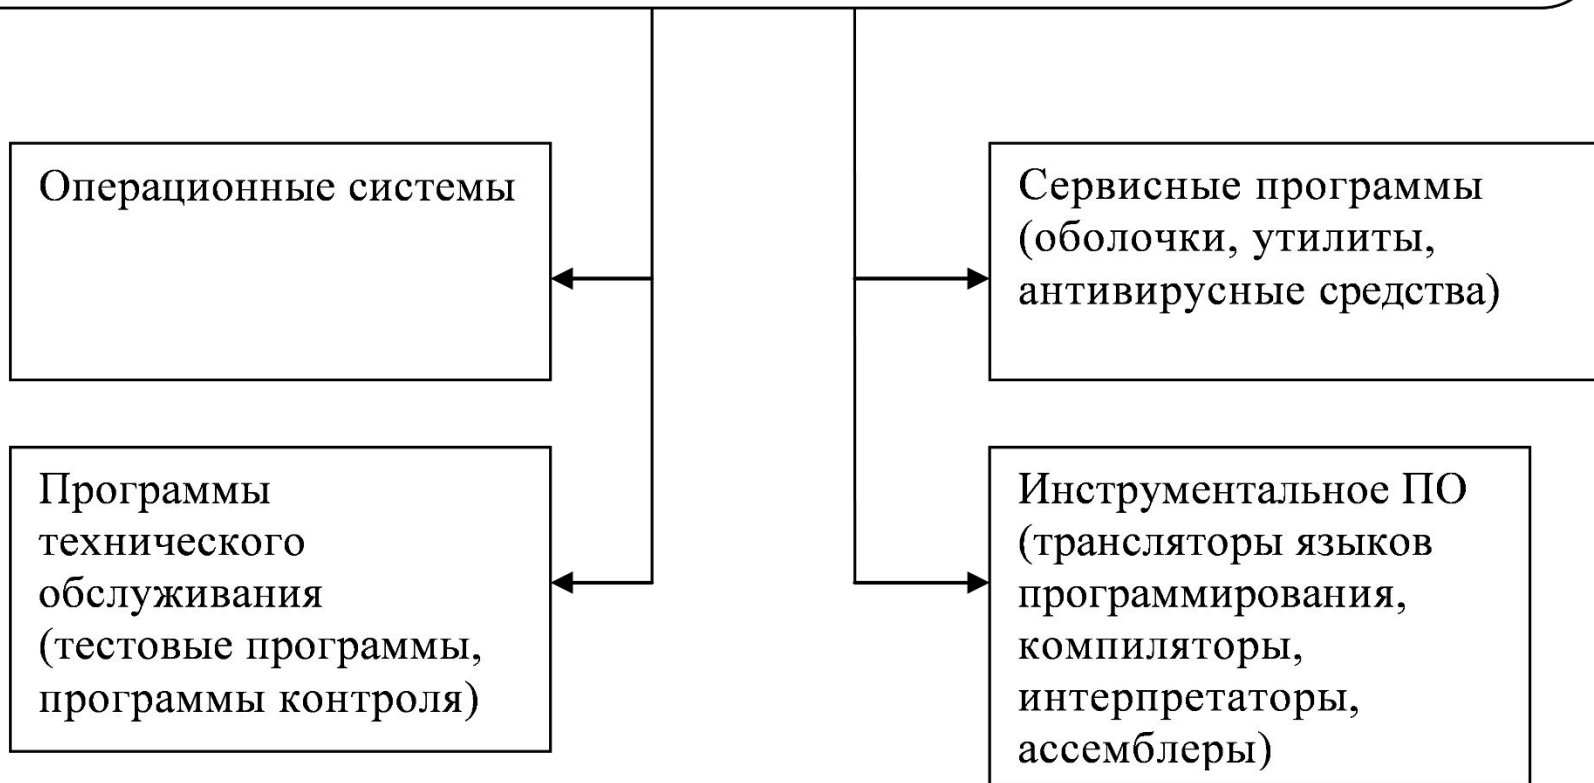 Операционные системы
Сервисные программы
(оболочки, утилиты,
антивирусные средства)
Программы
технического
обслуживания
(тестовые программы,
программы контроля)
Инструментальное ПО
(трансляторы языков
программирования,
компиляторы,
интерпретаторы,
ассемблеры)